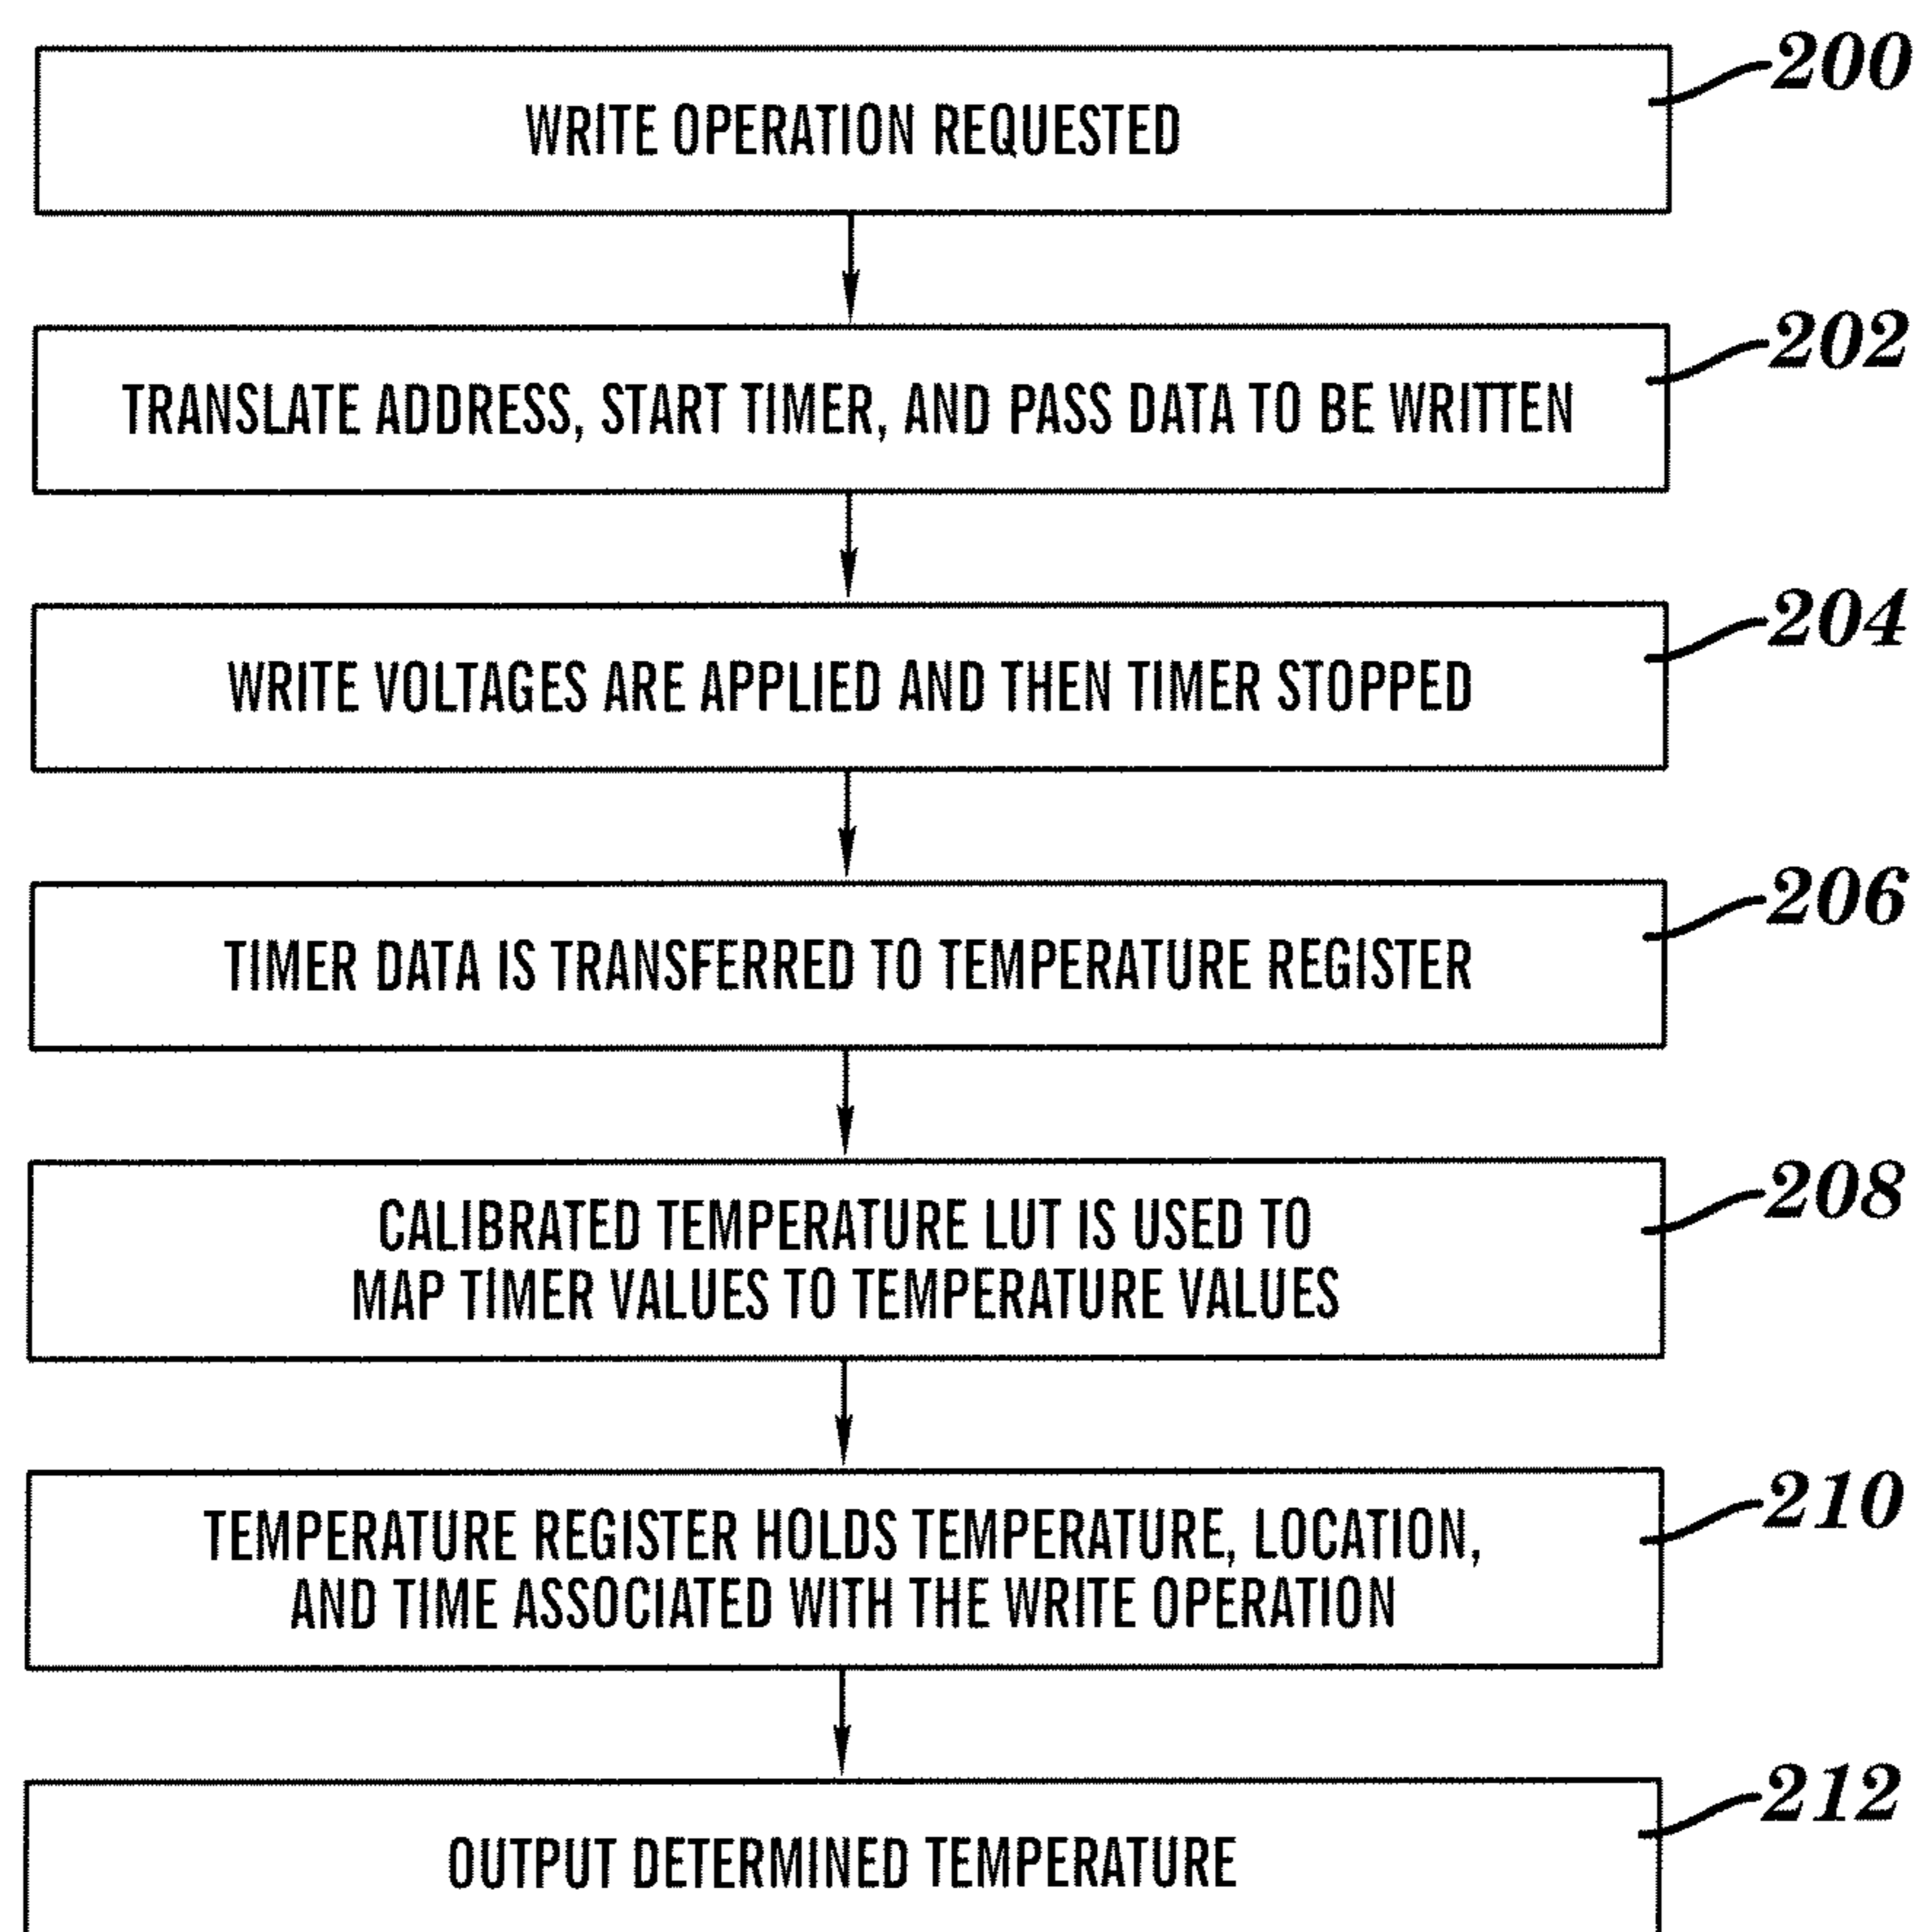 200
WRITE OPERATION REQUESTED
202
TRANSLATE ADDRESS, START TIMER, AND PASS DATA TO BE WRITTEN
204
WRITE VOLTAGES ARE APPLIED AND THEN TIMER STOPPED
206
TIMER DATA IS TRANSFERRED TO TEMPERATURE REGISTER
208
CALIBRATED TEMPERATURE LUT IS USED TO
MAP TIMER VALUES TO TEMPERATURE VALUES
210
TEMPERATURE REGISTER HOLDS TEMPERATURE, LOCATION,
AND TIME ASSOCIATED WITH THE WRITE OPERATION
212
OUTPUT DETERMINED TEMPERATURE